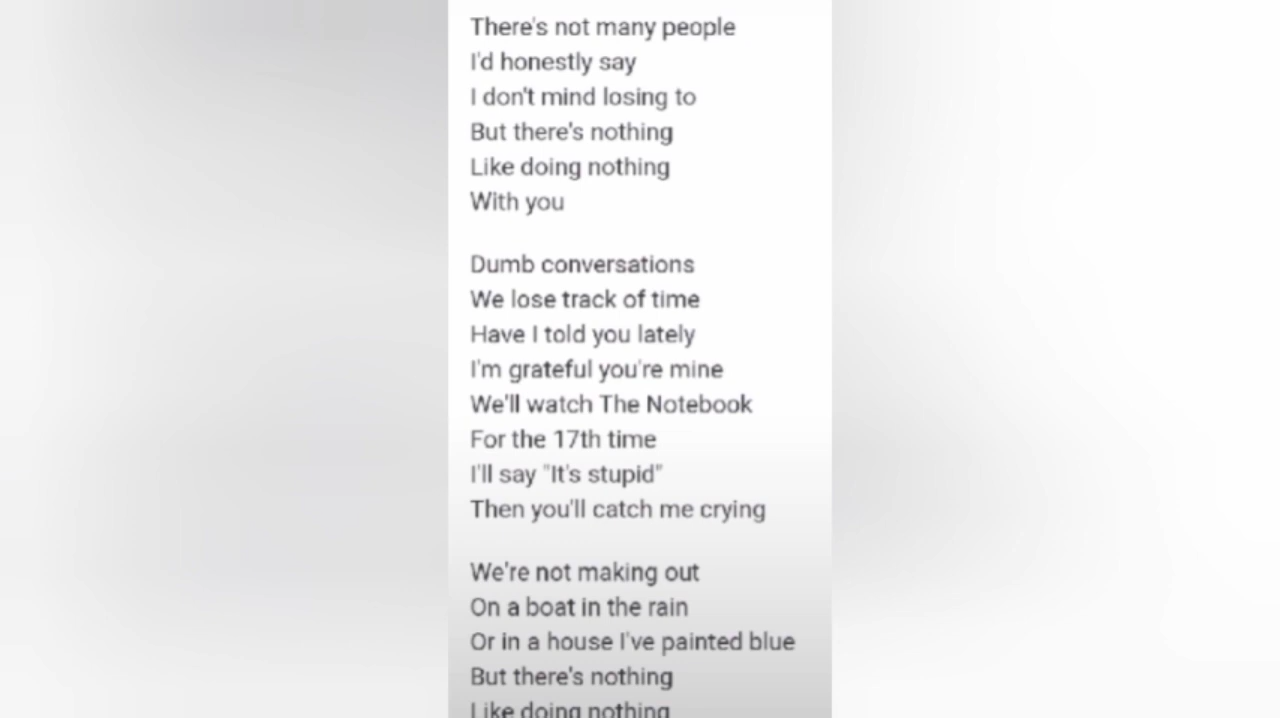 There's not many people
I'd honestly say
I don't mind losing to
But there's nothing
Like doing nothing
With you
Dumb conversations
We lose track of time
Have I told you lately
I'm grateful you're mine
We'll watch The Notebook
For the 17th time
I'll say "It's stupid"
Then you'll catch me crying
We're not making out
On a boat in the rain
Or in a house I've painted blue
But there's nothing
Like doing nothing